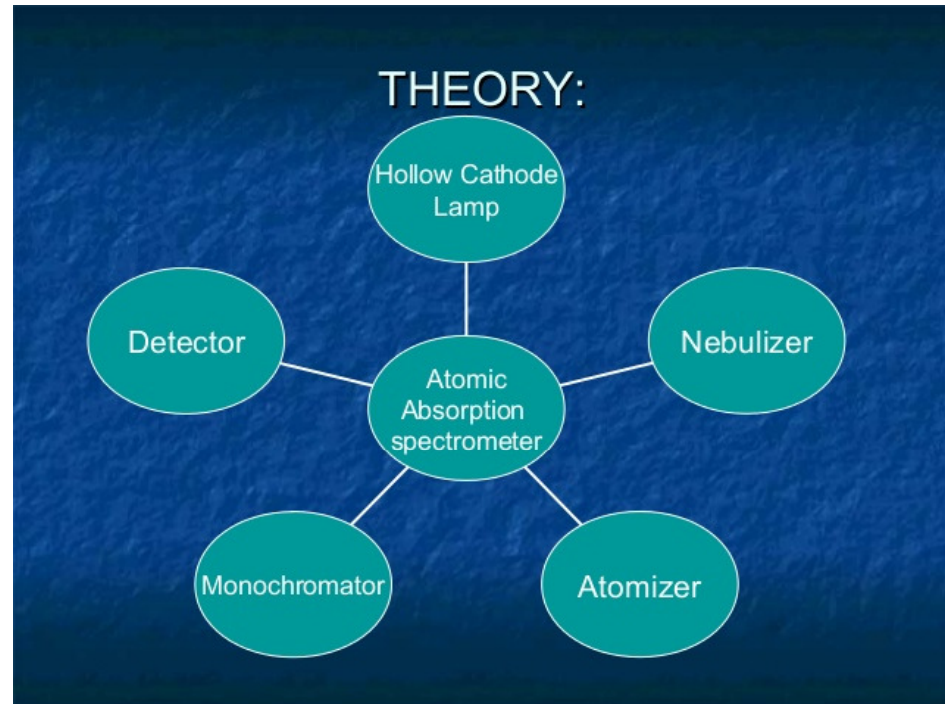 THEORY:
Hollow Cathode
Lamp
Detector
Nebulizer
Atomic
Absorption
spectrometer
Monochromator
Atomizer